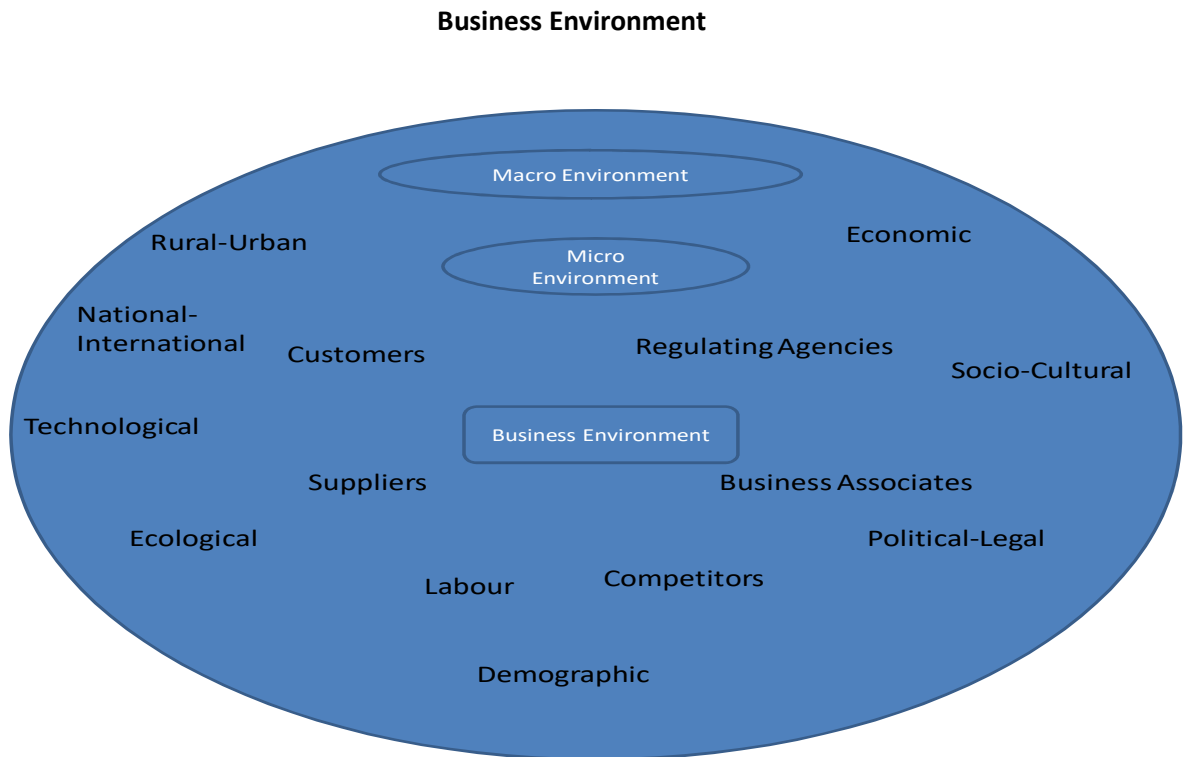 Business Environment
Macro Environment
Rural-Urban
Economic
Micro
Environment
National-
International
Customers
Regulating Agencies
Socio-Cultural
Technological
Business Environment
Suppliers
Business Associates
Ecological
Political-Legal
Labour
Competitors
Demographic